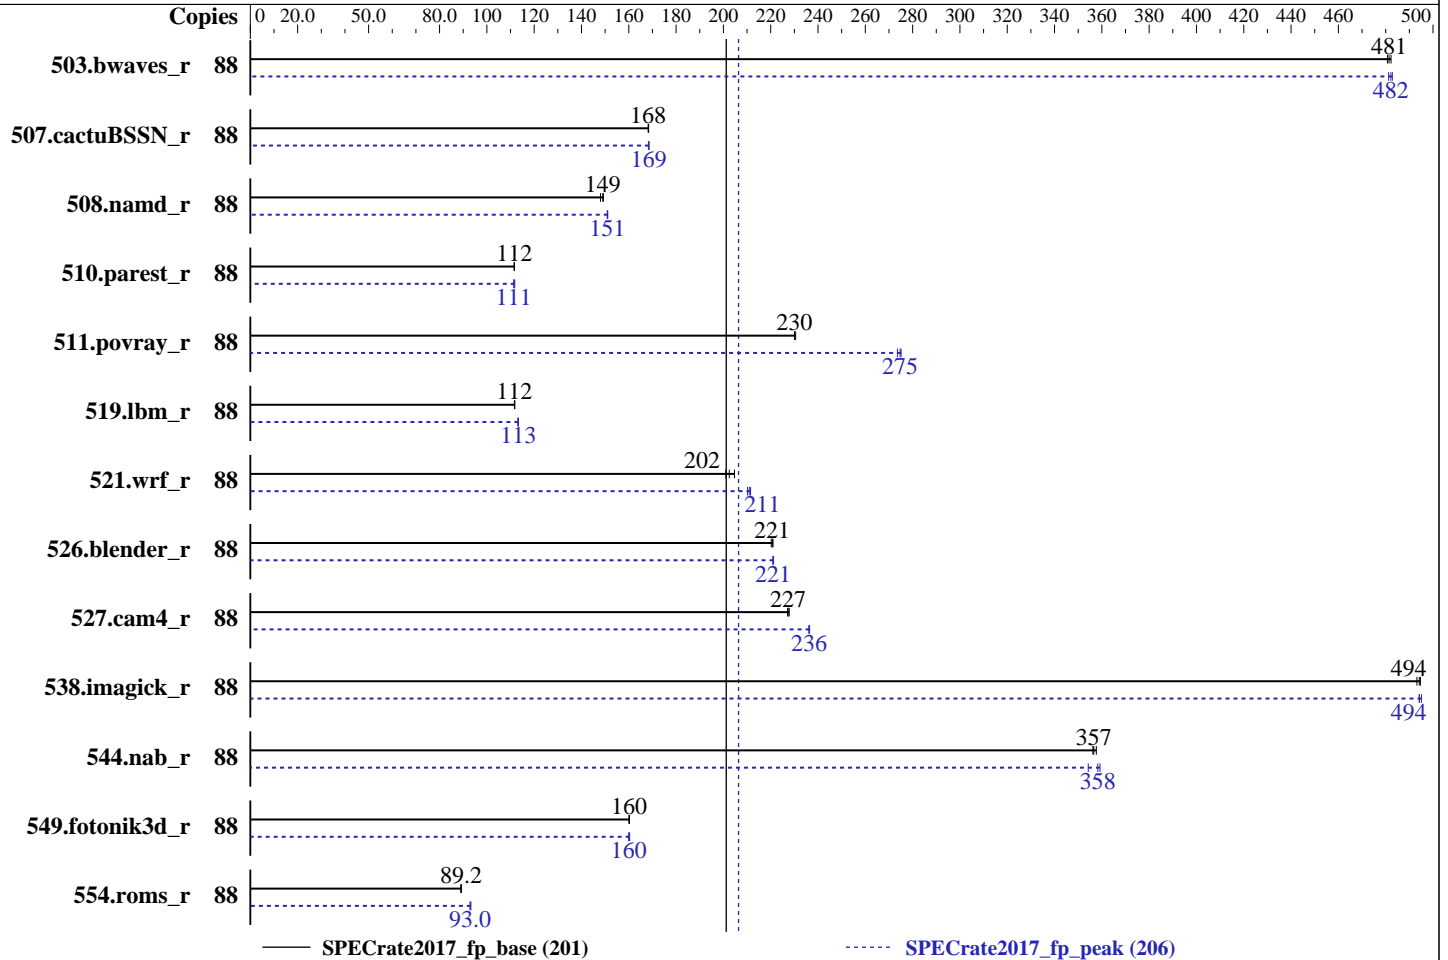 Copies 0 20.0 50.0 80.0 100 120 140 160 180 200 220 240 260 280 300 320 340 360 380 400 420 440 460 500
481
503.bwaves_r 88
482
168
507.cactuBSSN_r 88
169
149
508.namd_r 88
151
112
510.parest_r 88
111
230
511.povray_r 88
275
112
519.lbm_r 88
113
202
521.wrf_r 88
211
221
526.blender_r 88
221
227
527.cam4_r 88
236
494
538.imagick_r 88
494
357
544.nab_r 88
358
160
549.fotonik3d_r 88
160
89.2
554.roms_r 88
93.0
SPECrate2017_fp_base (201) SPECrate2017_fp_peak (206)